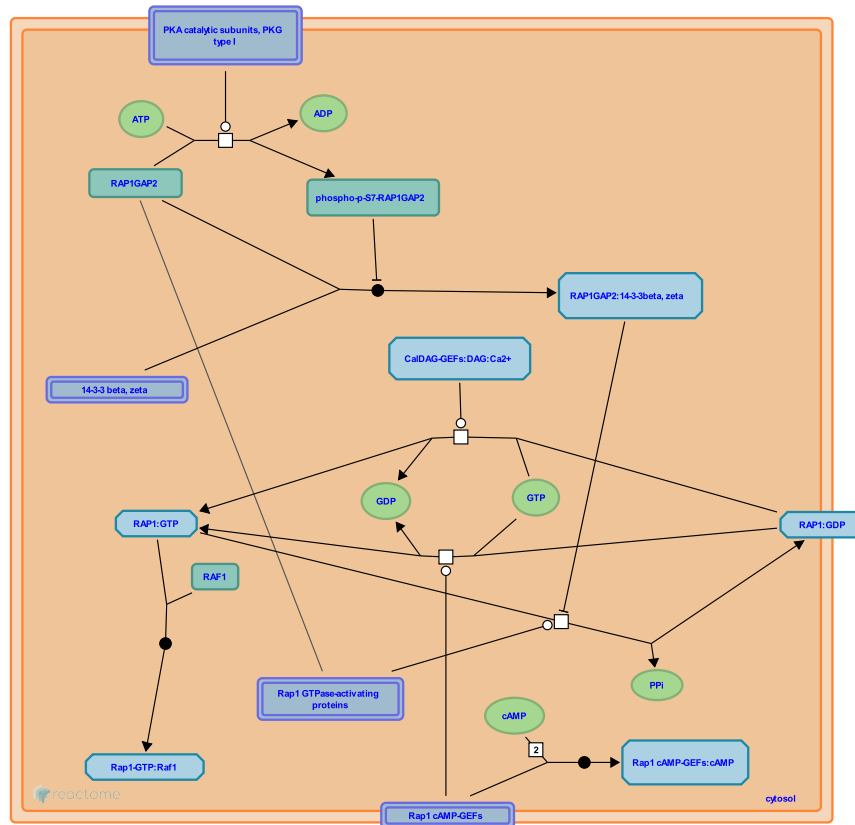 PKA catalytic subunits, PKG
type I
ATP
ADP
RAP1GAP2
phospho-p-S7-RAP1GAP2
RAP1GAP2:14-3-3beta, zeta
CalDAG-GEFs:DAG:Ca2+
14-3-3 beta, zeta
GDP
GTP
RAP1:GTP
RAP1:GDP
RAF1
Rap1 GTPase-activating
proteins
PPi
cAMP
2
Rap1-GTP:Raf1
Rap1 cAMP-GEFs:cAMP
reactome
cytosol
Rap1 cAMP-GEFs